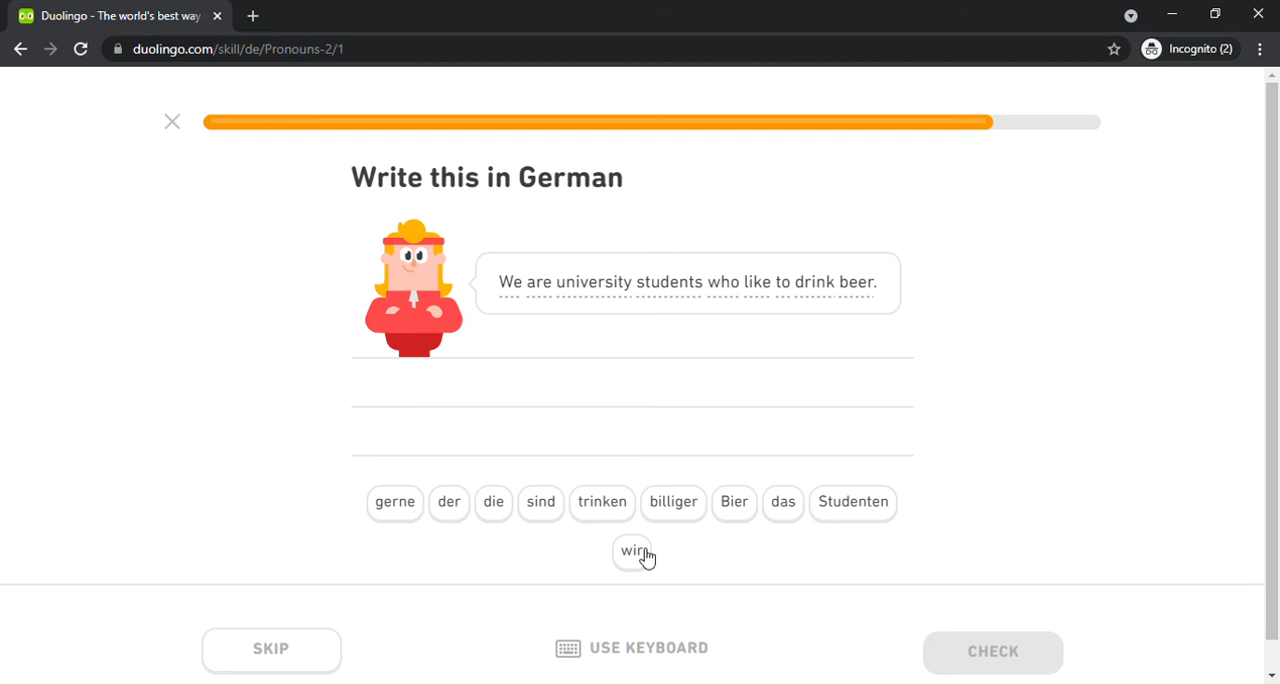 Duolingo - The world's best way
duolingo.com/skill/de/Pronouns-2/1
Incognito (2)
Write this in German
We are university students who like to drink beer.
gerne der die sind trinken billiger Bier das Studenten
wir
SKIP
USE KEYBOARD
CHECK